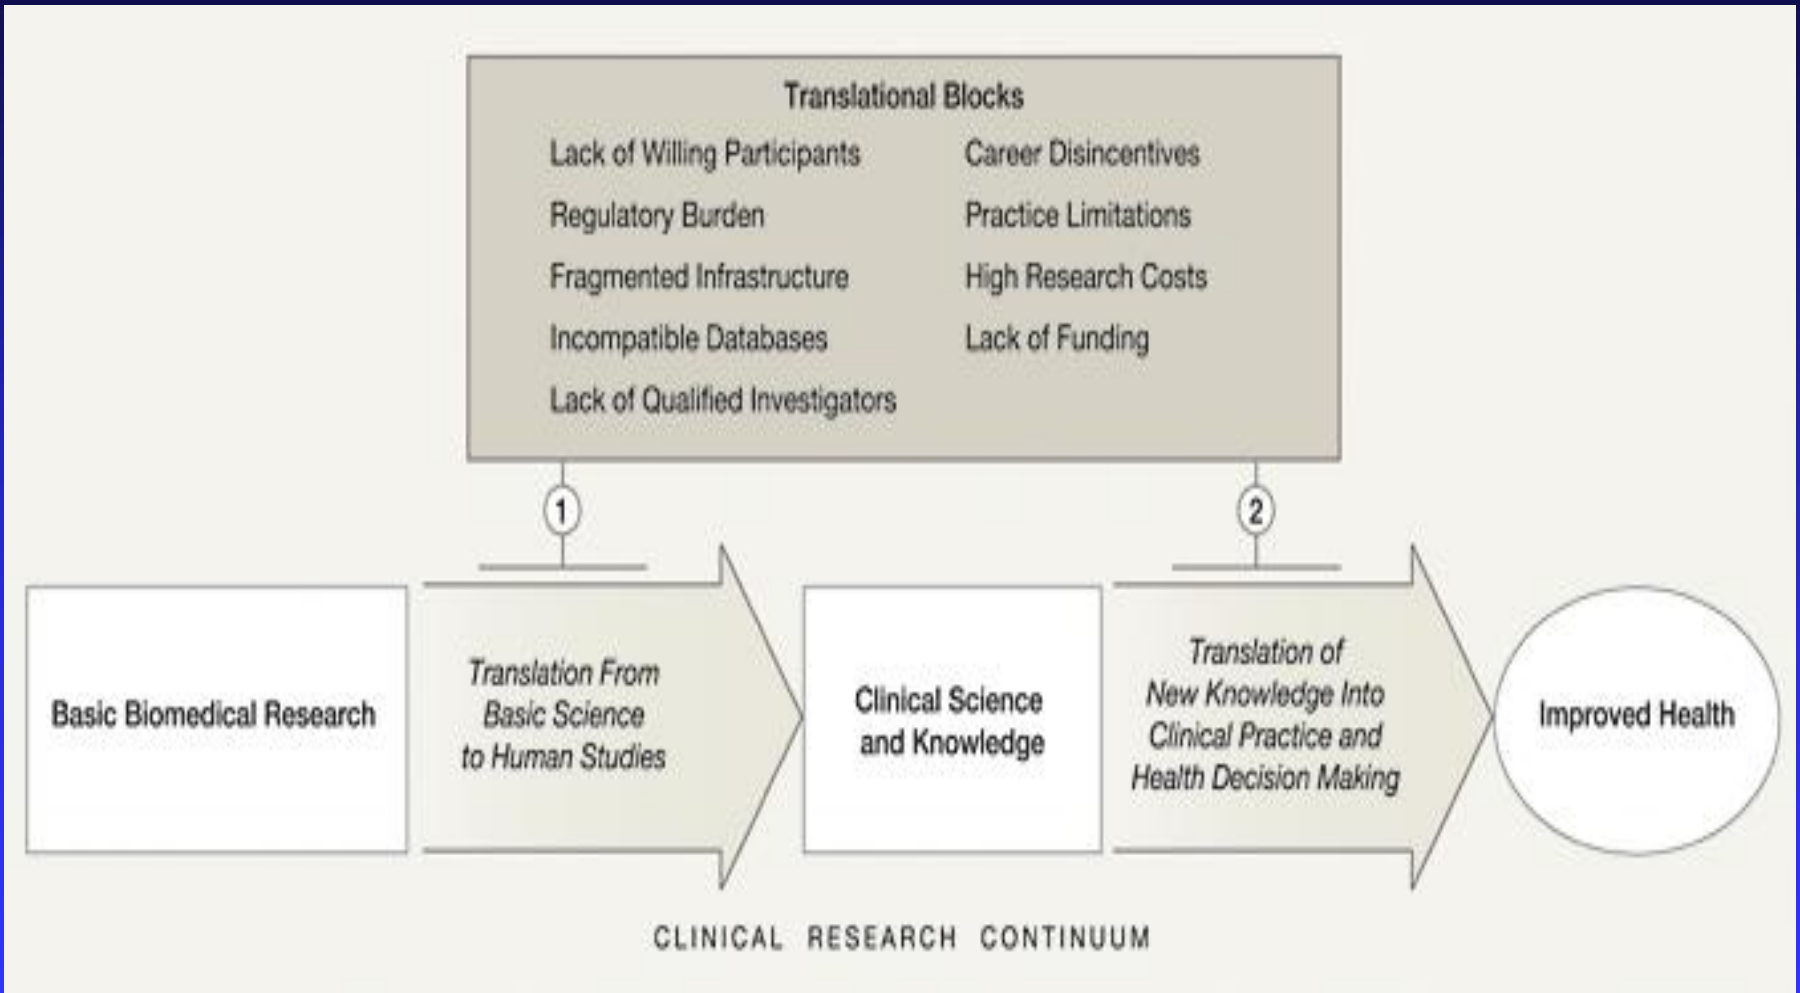 Translational Blocks
Lack of Willing Participants
Regulatory Burden
Fragmented Infrastructure
Incompatible Databases
Lack of Qualified Investigators
Career Disincentives
Practice Limitations
High Research Costs
Lack of Funding
1
2
Basic Biomedical Research
Translation From
Basic Science
to Human Studies
Clinical Science
and Knowledge
Translation of
New Knowledge Into
Clinical Practice and
Health Decision Making
Improved Health
CLINICAL RESEARCH CONTINUUM